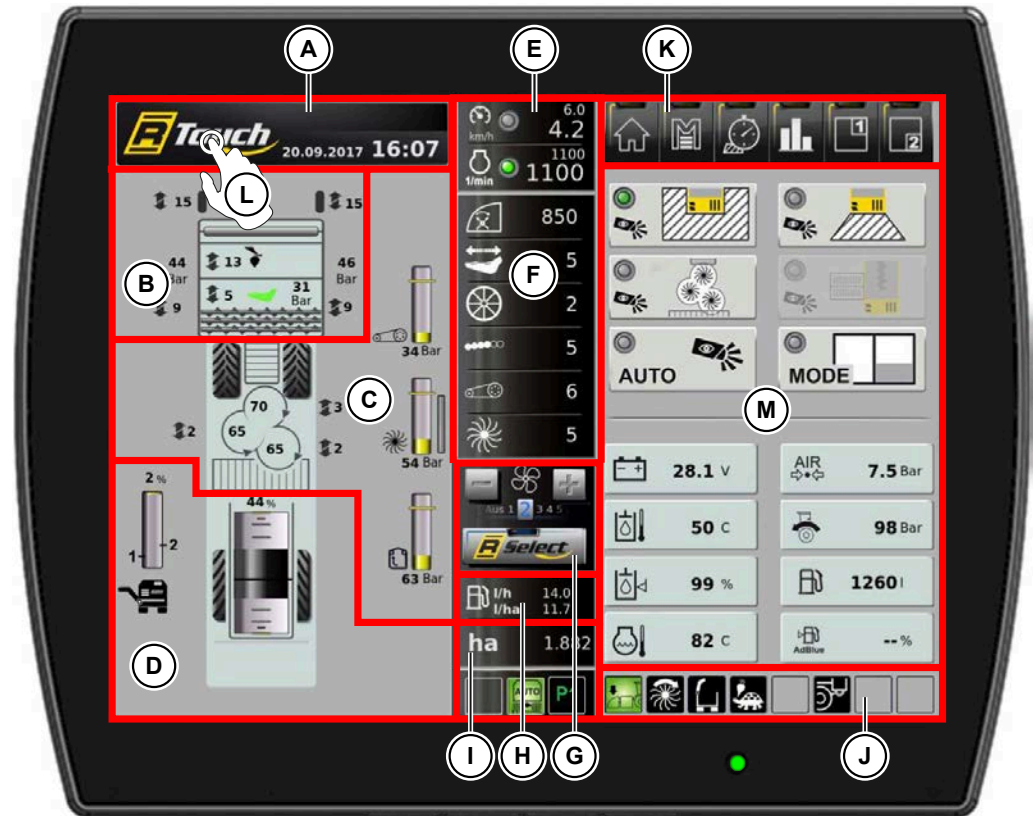 A
E
K
R Touch
20.09.2017 16:07
L
km/h
6.0
4.2
1/min
1100
1100
1
2
15
15
B
44
Bar
13
46
Bar
5
31
Bar
9
9
F
850
5
2
5
6
5
34 Bar
C
70
65
65
3
2
2
54 Bar
AUTO
MODE
M
2 %
1
2
44 %
63 Bar
D
Aus 1 2 3 4 5
R Select
l/h 14.0
l/ha 11.7
ha 1.882
AUTO
P1
28.1 V
AIR
7.5 Bar
50 C
98 Bar
99 %
1260 l
82 C
AdBlue
-- %
I
H
G
J